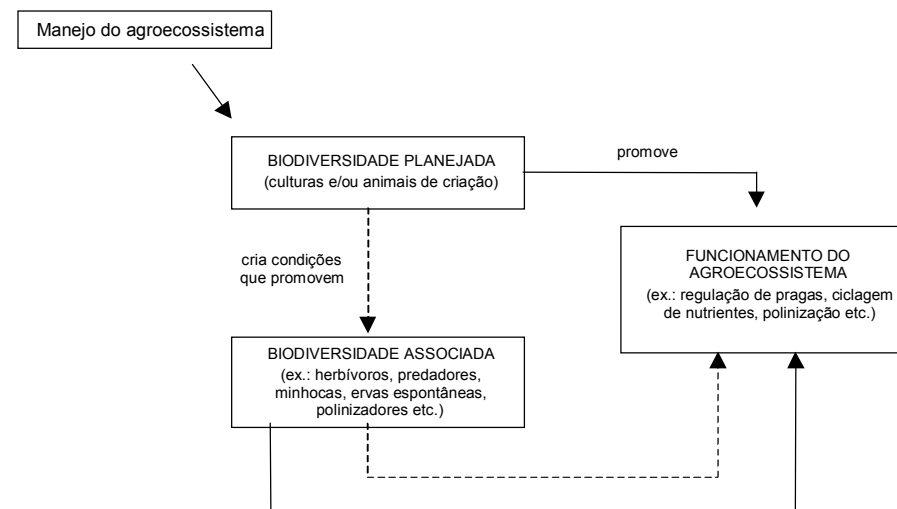 Manejo do agroecossistema
BIODIVERSIDADE PLANEJADA
(culturas e/ou animais de criação)
promove
cria condições
que promovem
FUNCIONAMENTO DO
AGROECOSSISTEMA
(ex.: regulação de pragas, ciclagem
de nutrientes, polinização etc.)
BIODIVERSIDADE ASSOCIADA
(ex.: herbívoros, predadores,
minhocas, ervas espontâneas,
polinizadores etc.)